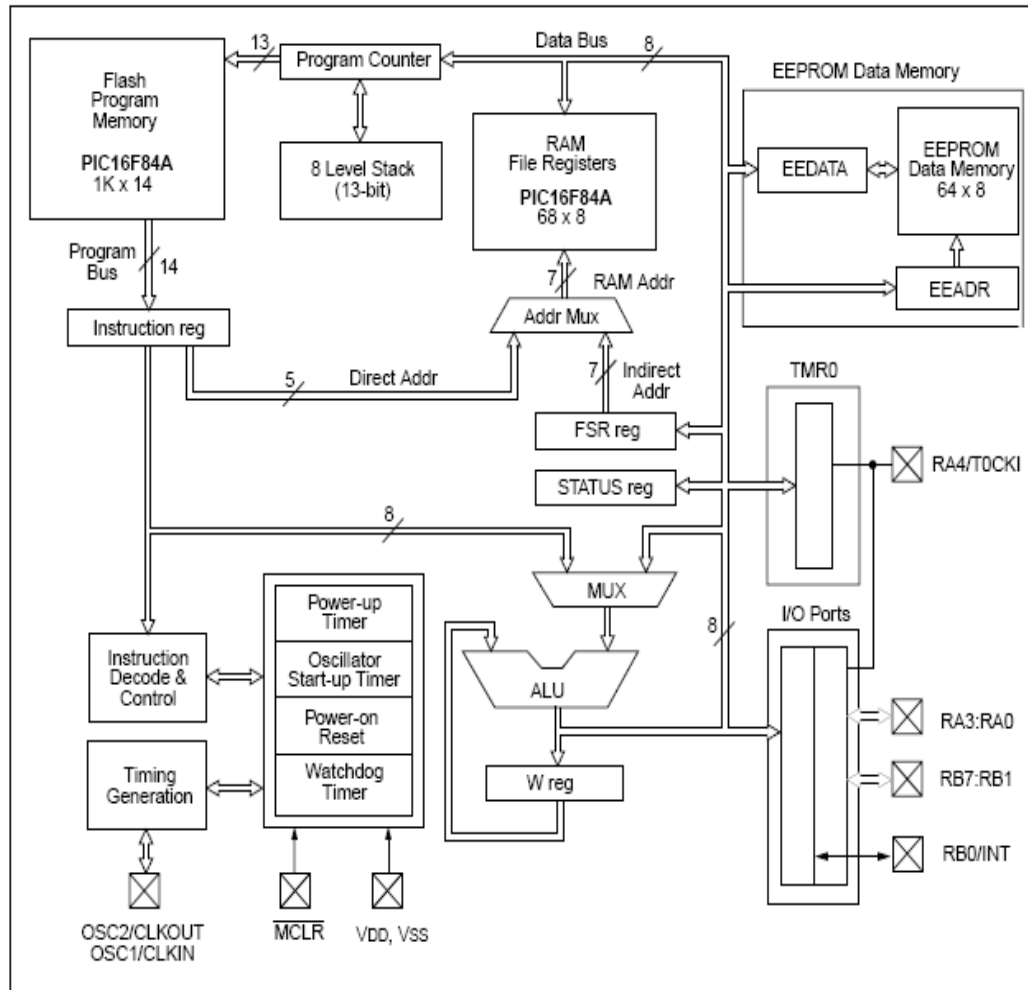 13
Program Counter
Data Bus
8
EEPROM Data Memory
Flash
Program
Memory
PIC16F84A
1K x 14
8 Level Stack
(13-bit)
RAM
File Registers
PIC16F84A
68 x 8
EEDATA
EEPROM
Data Memory
64 x 8
EEADR
Program
Bus
14
7
RAM Addr
Instruction reg
Addr Mux
5
Direct Addr
7
Indirect
Addr
TMR0
FSR reg
RA4/T0CKI
STATUS reg
8
MUX
Power-up
Timer
Oscillator
Start-up Timer
Power-on
Reset
Watchdog
Timer
8
I/O Ports
Instruction
Decode &
Control
ALU
RA3:RA0
Timing
Generation
W reg
RB7:RB1
RB0/INT
OSC2/CLKOUT
OSC1/CLKIN
MCLR
VDD, VSS